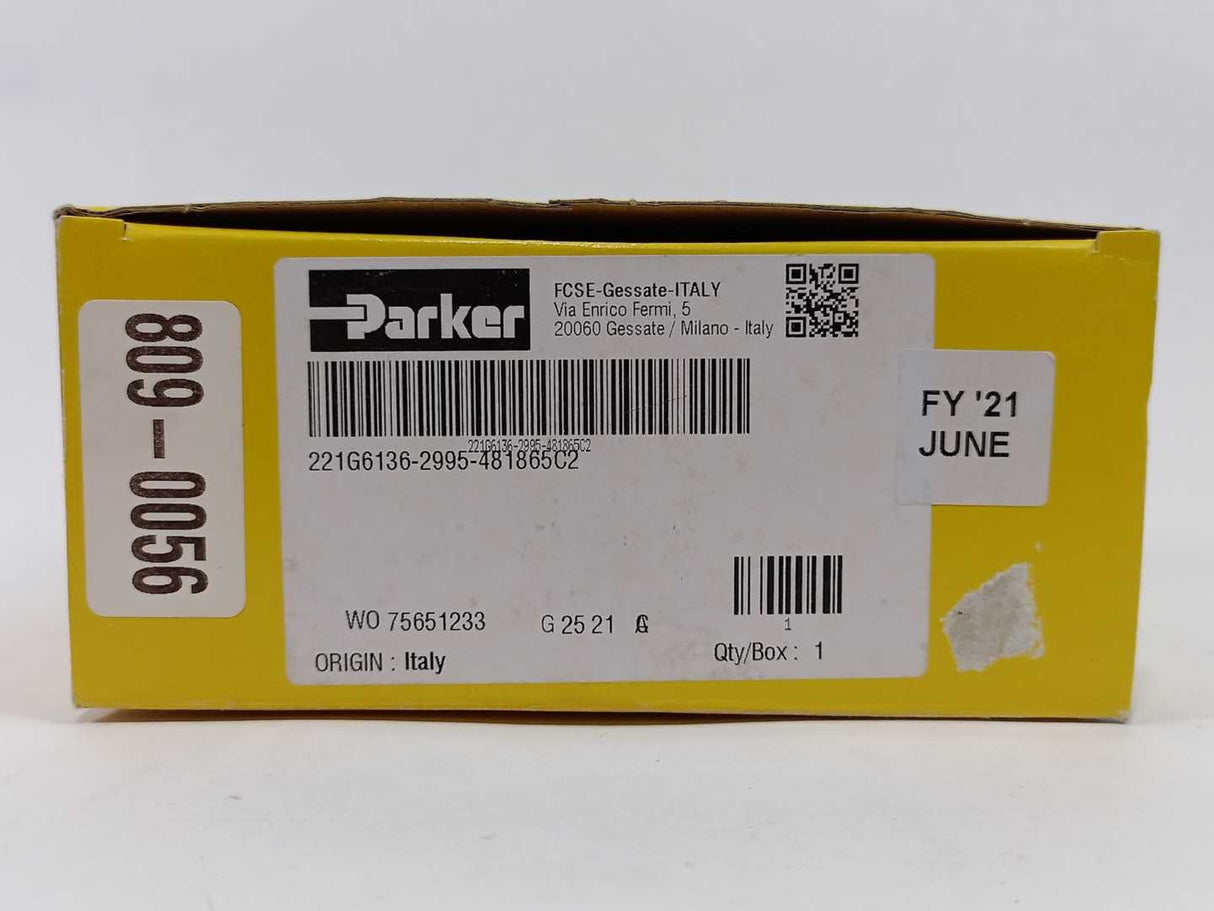 809-0056
Parker
FCSE-Gessate-ITALY
Via Enrico Fermi, 5
20060 Gessate / Milano - Italy
221G6136-2995-481865C2
221G6136-2995-481865C2
FY '21
JUNE
WO 75651233
G 25 21
1
ORIGIN : Italy
Qty/Box : 1